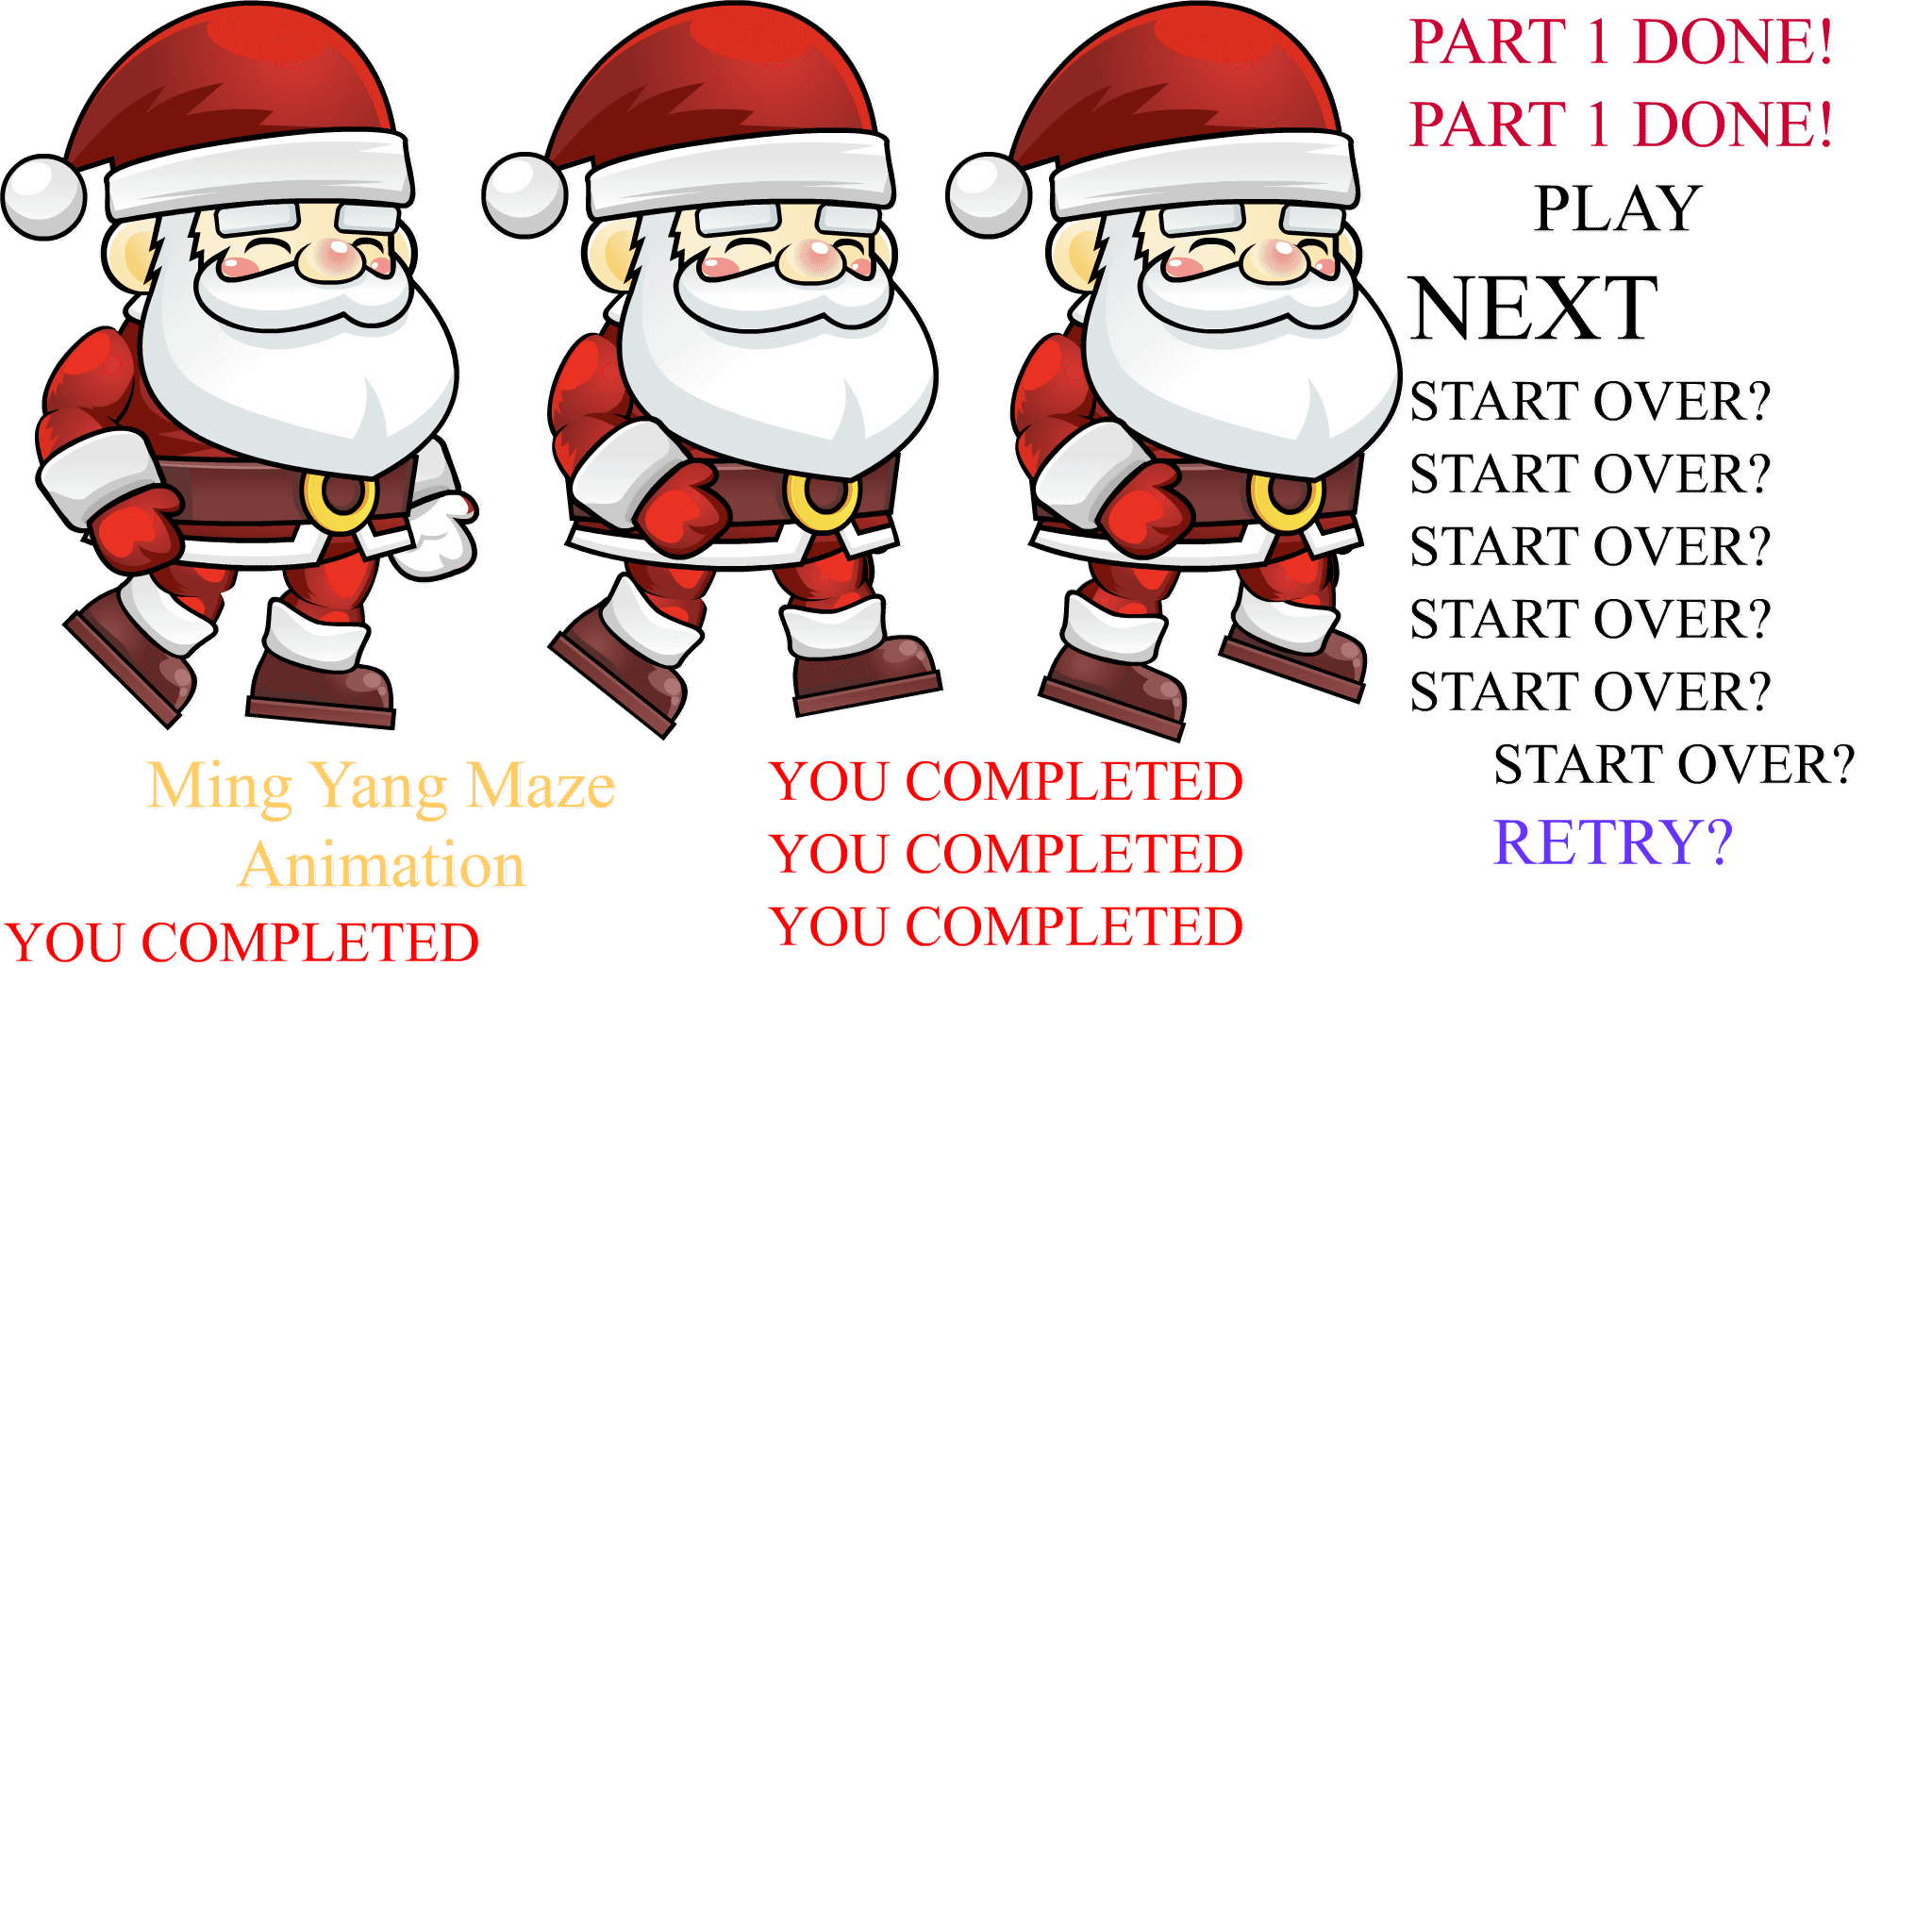 PART 1 DONE!
PART 1 DONE!
PLAY
NEXT
START OVER?
START OVER?
START OVER?
START OVER?
START OVER?
START OVER?
RETRY?
Ming Yang Maze
Animation
YOU COMPLETED
YOU COMPLETED
YOU COMPLETED
YOU COMPLETED